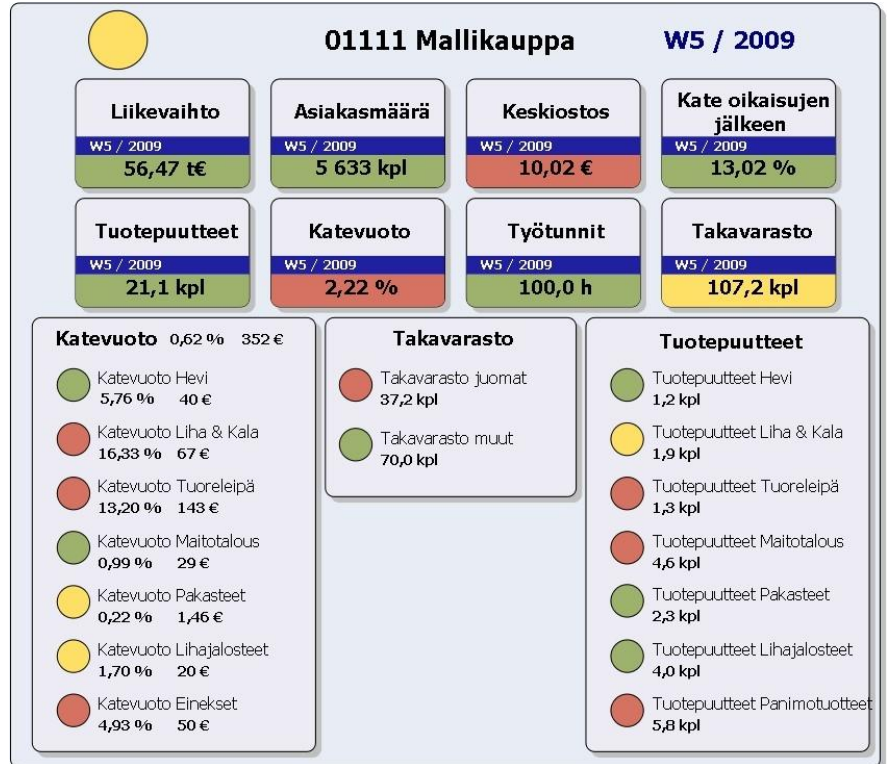 01111 Mallikauppa W5 / 2009
Liikevaihto
W5 / 2009
56,47 t€
Asiakasmäärä
W5 / 2009
5 633 kpl
Keskiostos
W5 / 2009
10,02 €
Kate oikaisujen
jälkeen
W5 / 2009
13,02 %
Tuotepuutteet
W5 / 2009
21,1 kpl
Katevuoto
W5 / 2009
2,22 %
Työtunnit
W5 / 2009
100,0 h
Takavarasto
W5 / 2009
107,2 kpl
Katevuoto 0,62 % 352 €
Katevuoto Hevi
5,76 % 40 €
Katevuoto Liha & Kala
16,33 % 67 €
Katevuoto Tuoreleipä
13,20 % 143 €
Katevuoto Maitotalous
0,99 % 29 €
Katevuoto Pakasteet
0,22 % 1,46 €
Katevuoto Lihajalosteet
1,70 % 20 €
Katevuoto Einekset
4,93 % 50 €
Takavarasto
Takavarasto juomat
37,2 kpl
Takavarasto muut
70,0 kpl
Tuotepuutteet
Tuotepuutteet Hevi
1,2 kpl
Tuotepuutteet Liha & Kala
1,9 kpl
Tuotepuutteet Tuoreleipä
1,3 kpl
Tuotepuutteet Maitotalous
4,6 kpl
Tuotepuutteet Pakasteet
2,3 kpl
Tuotepuutteet Lihajalosteet
4,0 kpl
Tuotepuutteet Panimotuotteet
5,8 kpl